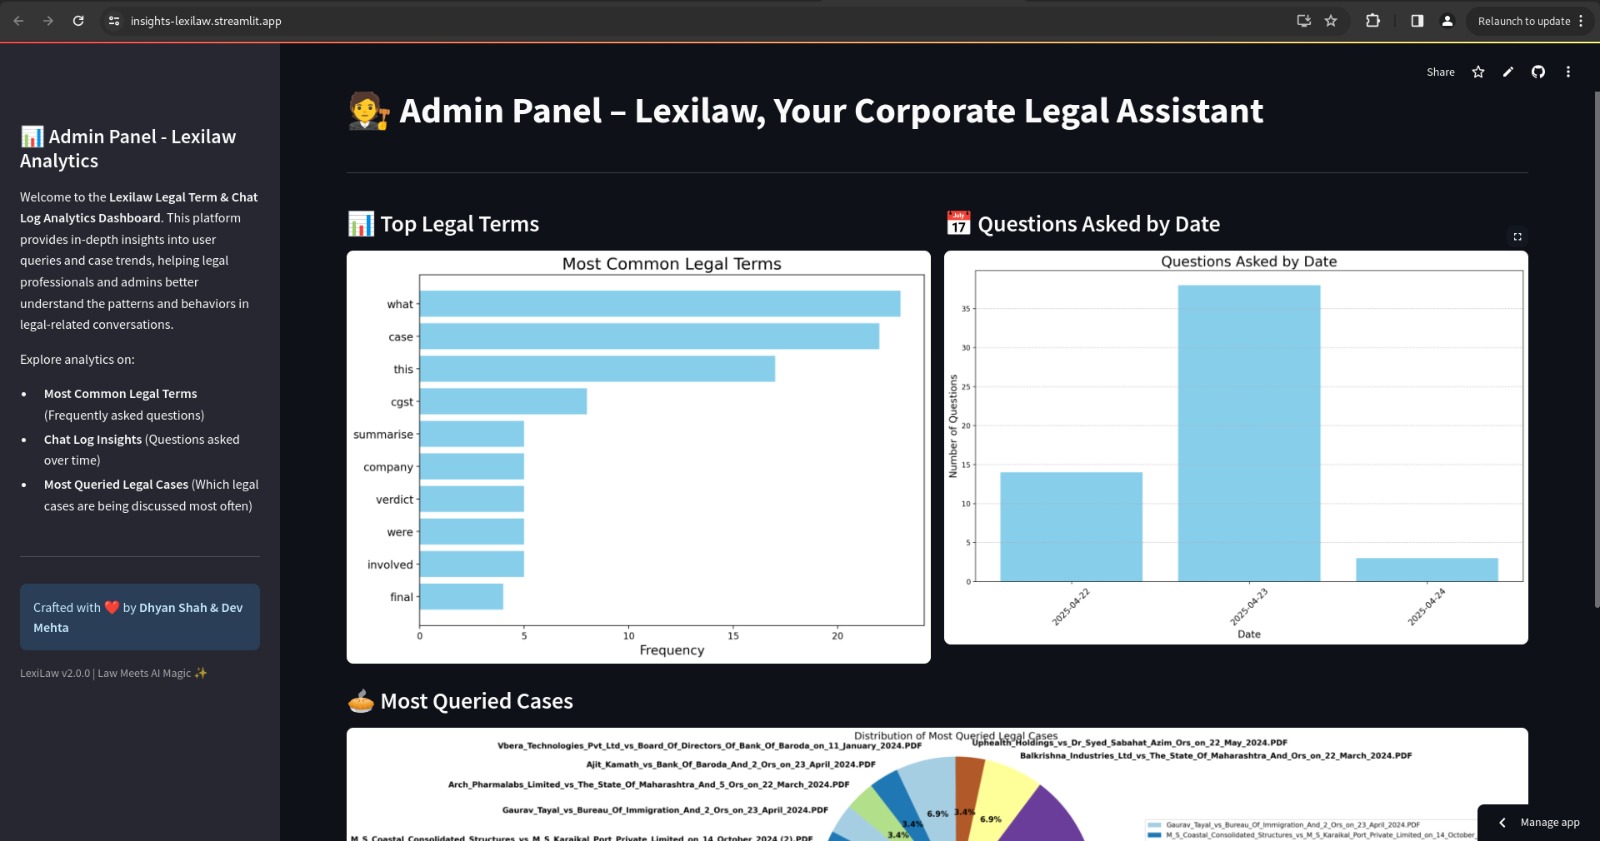 insights-lexilaw.streamlit.app
Relaunch to update
Share
Admin Panel - Lexilaw
Analytics
Welcome to the Lexilaw Legal Term & Chat
Log Analytics Dashboard. This platform
provides in-depth insights into user
queries and case trends, helping legal
professionals and admins better
understand the patterns and behaviors in
legal-related conversations.
Explore analytics on:
Most Common Legal Terms
(Frequently asked questions)
Chat Log Insights (Questions asked
over time)
Most Queried Legal Cases (Which legal
cases are being discussed most often)
Crafted with ❤️ by Dhyan Shah & Dev
Mehta
LexiLaw v2.0.0 | Law Meets AI Magic ✨
Admin Panel – Lexilaw, Your Corporate Legal Assistant
Top Legal Terms
Most Common Legal Terms
what
case
this
cgst
summarise
company
verdict
were
involved
final
0 5 10 15 20
Frequency
July 17 Questions Asked by Date
Questions Asked by Date
Number of Questions
35
30
25
20
15
10
5
0
2025-04-22 2025-04-23 2025-04-24
Date
Most Queried Cases
Distribution of Most Queried Legal Cases
Vbera_Technologies_Pvt_Ltd_vs_Board_Of_Directors_Of_Bank_Of_Baroda_on_11_January_2024.PDF
Uphealth_Holdings_vs_Dr_Syed_Sabahat_Azim_Ors_on_22_May_2024.PDF
Balkrishna_Industries_Ltd_vs_The_State_Of_Maharashtra_And_Ors_on_22_March_2024.PDF
Ajit_Kamath_vs_Bank_Of_Baroda_And_2_Ors_on_23_April_2024.PDF
Arch_Pharmalabs_Limited_vs_The_State_Of_Maharashtra_And_5_Ors_on_22_March_2024.PDF
Gaurav_Tayal_vs_Bureau_Of_Immigration_And_2_Ors_on_23_April_2024.PDF
M_S_Coastal_Consolidated_Structures_vs_M_S_Karaikal_Port_Private_Limited_on_14_October_2024 (2).PDF
6.9% 3.4% 6.9%
3.4%
3.4%
Gaurav_Tayal_vs_Bureau_Of_Immigration_And_2_Ors_on_23_April_2024.PDF
M_S_Coastal_Consolidated_Structures_vs_M_S_Karaikal_Port_Private_Limited_on_14_October_
Manage app